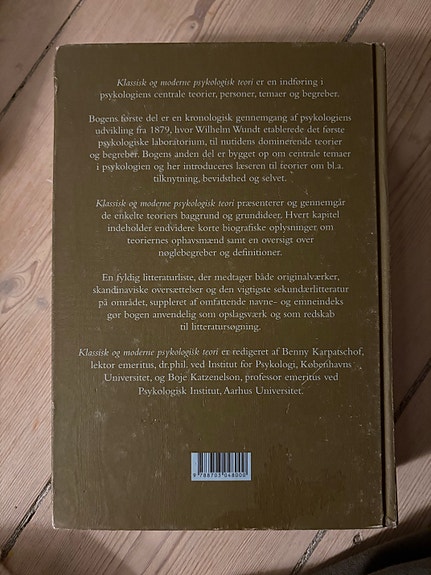 Klassisk og moderne psykologisk teori er en indføring i
psykologiens centrale teorier, personer, temaer og begreber.
Bogens første del er en kronologisk gennemgang af psykologiens
udvikling fra 1879, hvor Wilhelm Wundt etablerede det første
psykologiske laboratorium, til nutidens dominerende teorier
og begreber. Bogens anden del er bygget op om centrale temaer
i psykologien og her introduceres læseren til teorier om bl.a.
tilknytning, bevidsthed og selvet.
Klassisk og moderne psykologisk teori præsenterer og gennemgår
de enkelte teoriers baggrund og grundideer. Hvert kapitel
indeholder endvidere korte biografiske oplysninger om
teoriernes ophavsmænd samt en oversigt over
nøglebegreber og definitioner.
En fyldig litteraturliste, der medtager både originalværker,
skandinaviske oversættelser og den vigtigste sekundærlitteratur
på området, suppleret af omfattende navne- og emneindeks
gør bogen anvendelig som opslagsværk og som redskab
til litteratursøgning.
Klassisk og moderne psykologisk teori er redigeret af Benny Karpatschof,
lektor emeritus, dr.phil. ved Institut for Psykologi, Københavns
Universitet, og Boje Katzenelson, professor emeritus ved
Psykologisk Institut, Aarhus Universitet.
9 788703 048000